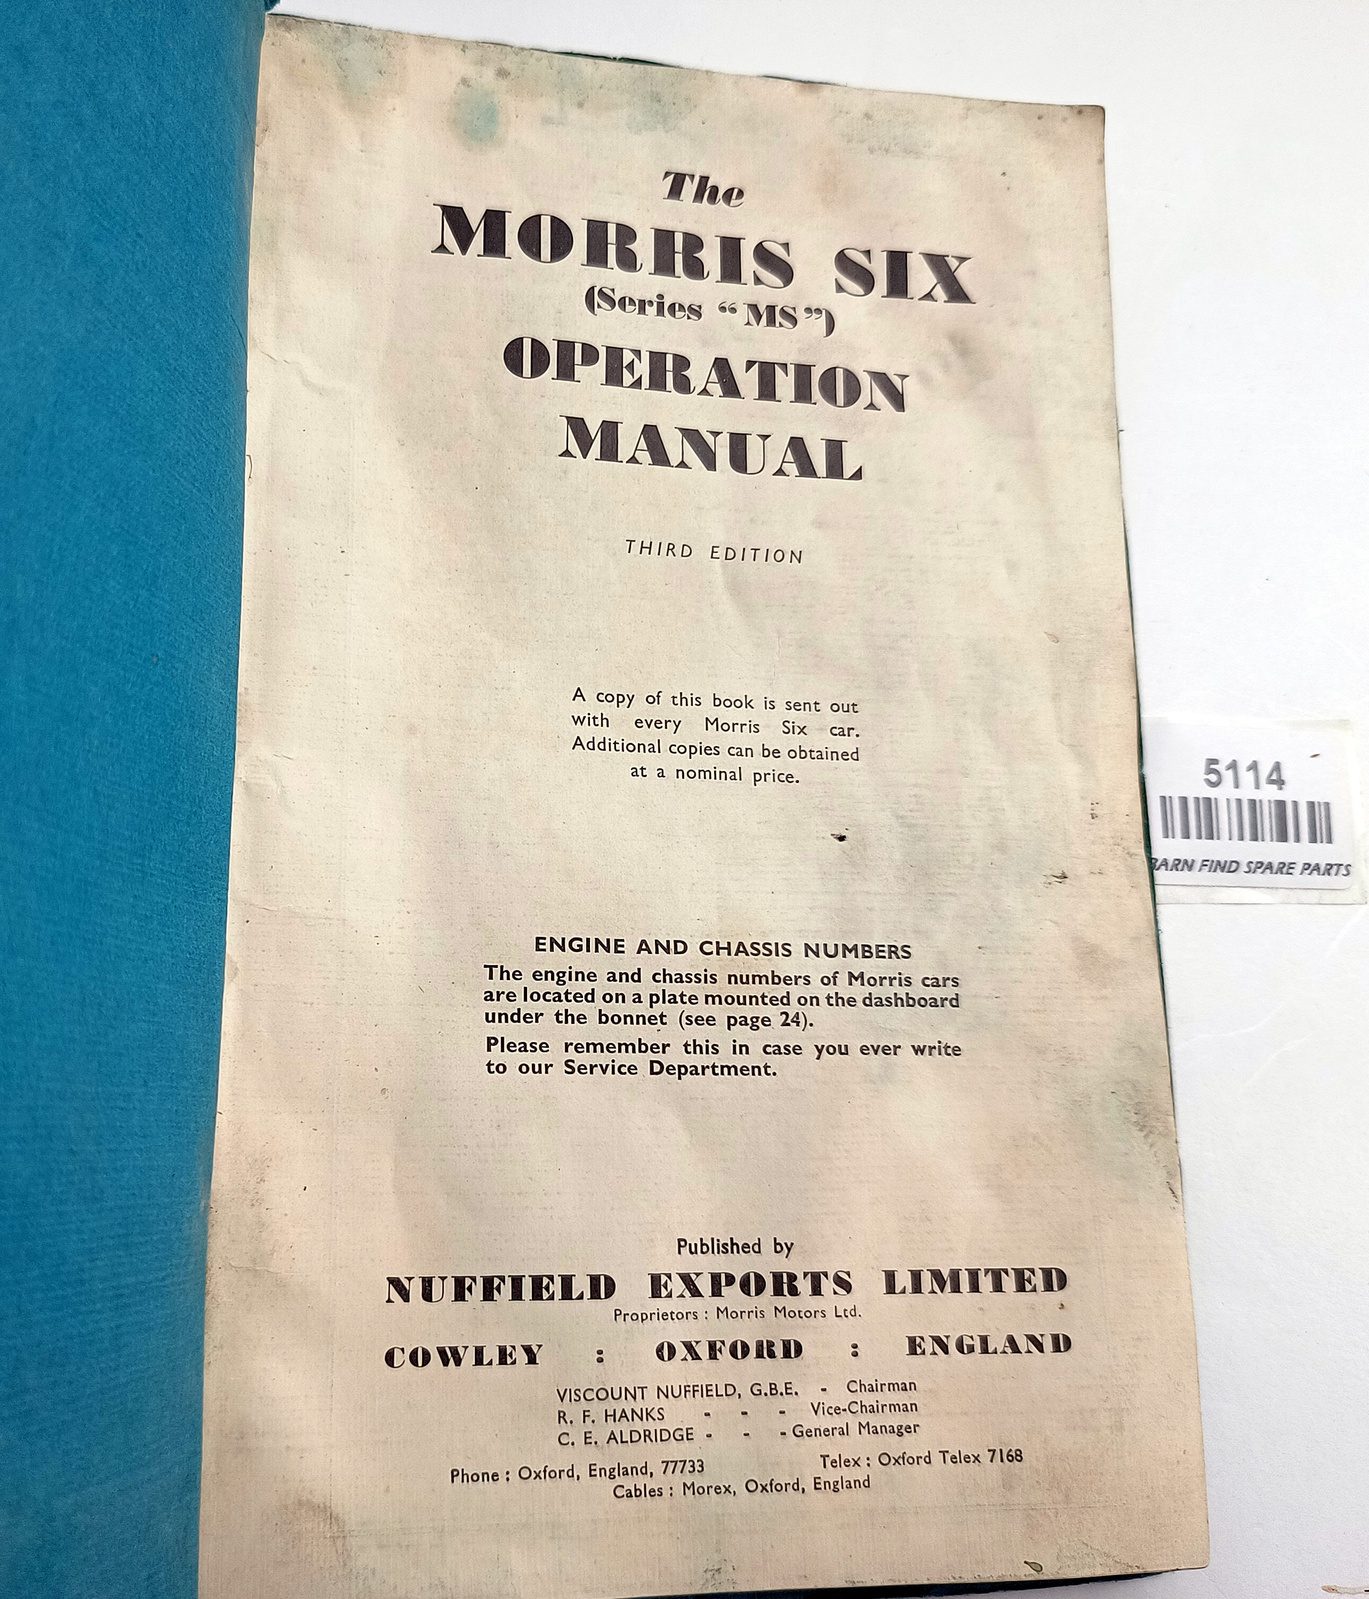 The
MORRIS SIX
(Series “MS”)
OPERATION
MANUAL
THIRD EDITION
A copy of this book is sent out
with every Morris Six car.
Additional copies can be obtained
at a nominal price.
ENGINE AND CHASSIS NUMBERS
The engine and chassis numbers of Morris cars
are located on a plate mounted on the dashboard
under the bonnet (see page 24).
Please remember this in case you ever write
to our Service Department.
Published by
NUFFIELD EXPORTS LIMITED
Proprietors : Morris Motors Ltd.
COWLEY : OXFORD : ENGLAND
VISCOUNT NUFFIELD, G.B.E. - Chairman
R. F. HANKS - - - Vice-Chairman
C. E. ALDRIDGE - - - General Manager
Phone : Oxford, England, 77733 Telex : Oxford Telex 7168
Cables : Morex, Oxford, England
5114
BARN FIND SPARE PARTS